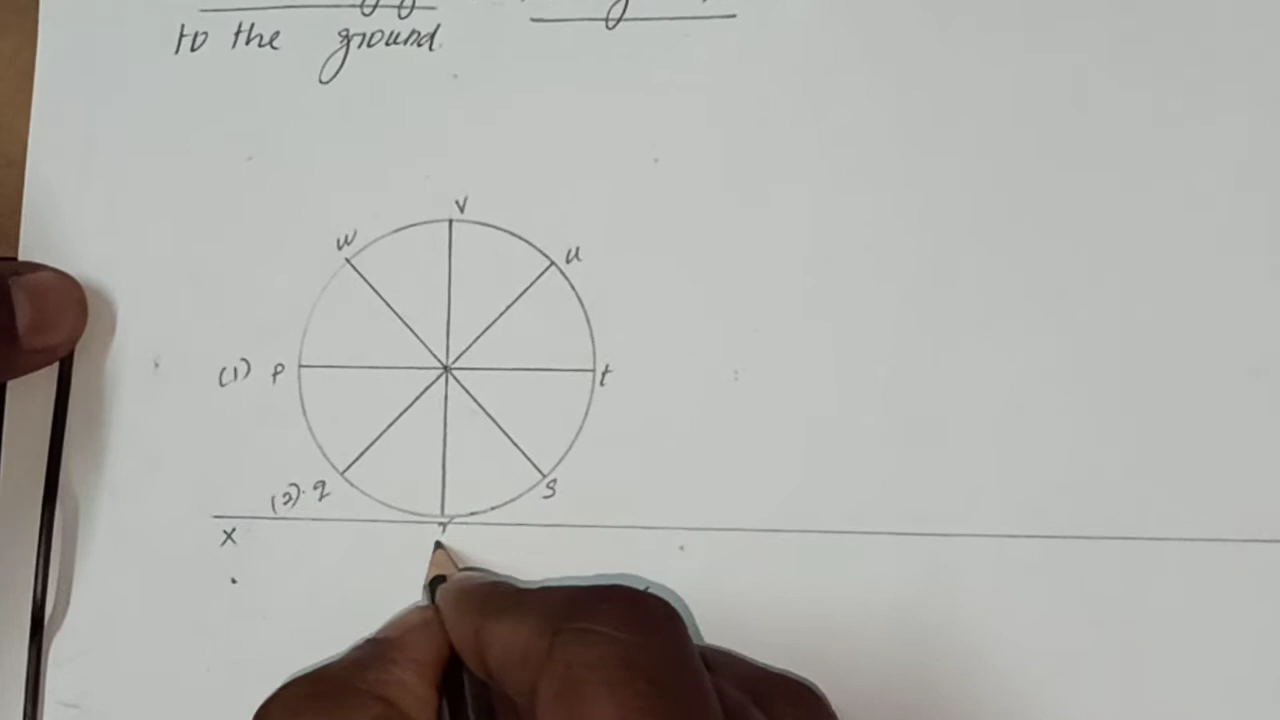 to the ground
v
w
u
(1) p
t
(2). q
s
x
r